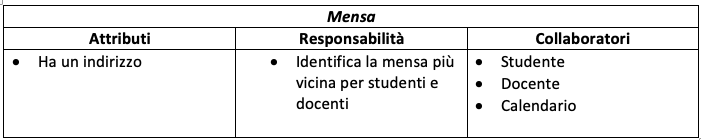 Mensa
Attributi Responsabilità Collaboratori
• Ha un indirizzo
• Identifica la mensa più
vicina per studenti e
docenti
• Studente
• Docente
• Calendario